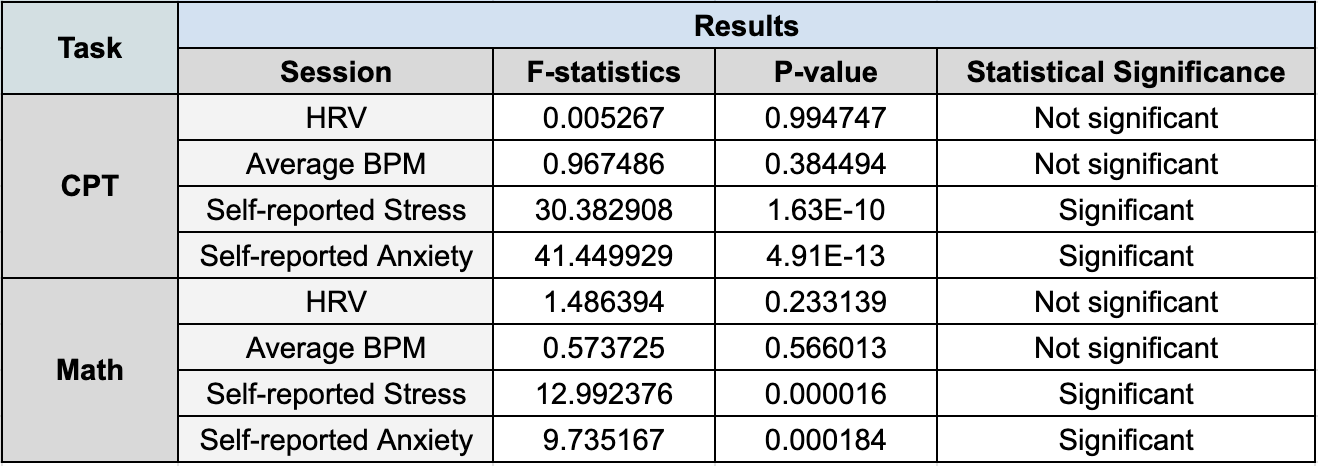 Task
Results
Session F-statistics P-value Statistical Significance
CPT
HRV 0.005267 0.994747 Not significant
Average BPM 0.967486 0.384494 Not significant
Self-reported Stress 30.382908 1.63E-10 Significant
Self-reported Anxiety 41.449929 4.91E-13 Significant
Math
HRV 1.486394 0.233139 Not significant
Average BPM 0.573725 0.566013 Not significant
Self-reported Stress 12.992376 0.000016 Significant
Self-reported Anxiety 9.735167 0.000184 Significant